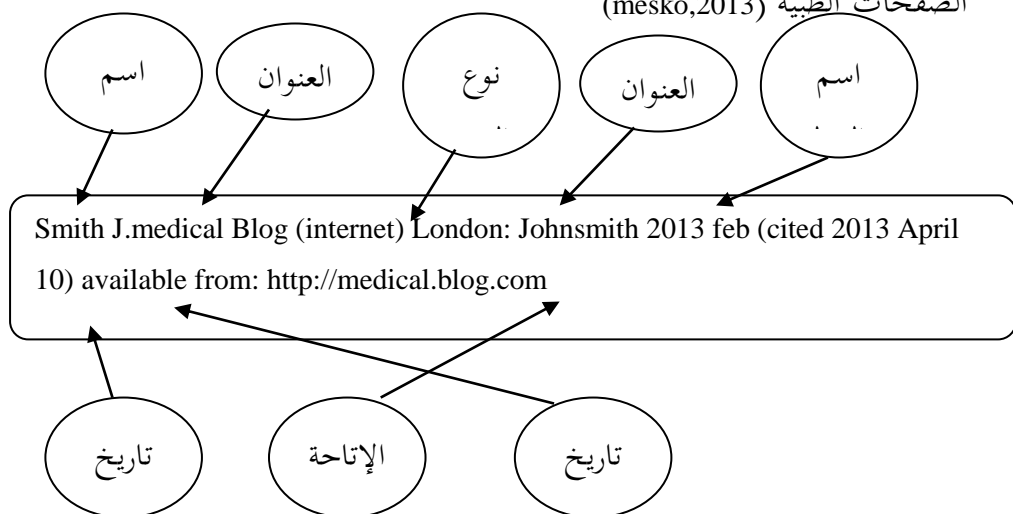 الصفحات الطبية (mesko,2013)
اسم
العنوان
نوع
العنوان
اسم
Smith J.medical Blog (internet) London: Johnsmith 2013 feb (cited 2013 April
10) available from: http://medical.blog.com
تاريخ
الإتاحة
تاريخ